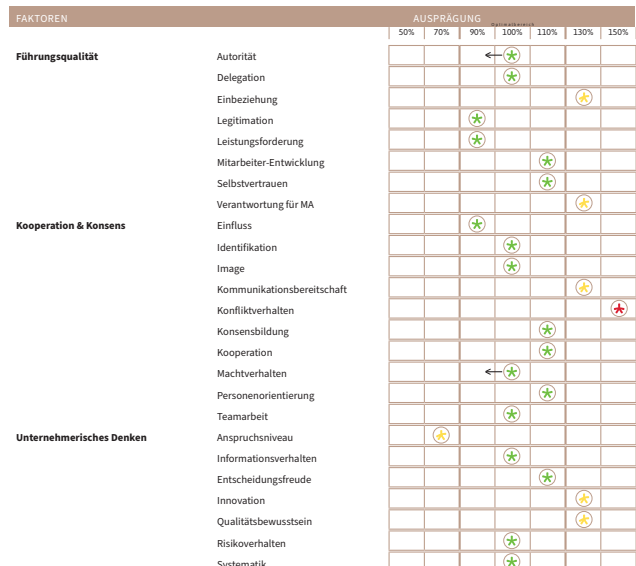 FAKTOREN AUSPRÄGUNG
Optimalbereich
50% 70% 90% 100% 110% 130% 150%
Führungsqualität Autorität
Delegation
Einbeziehung
Legitimation
Leistungsforderung
Mitarbeiter-Entwicklung
Selbstvertrauen
Verantwortung für MA
Kooperation & Konsens Einfluss
Identifikation
Image
Kommunikationsbereitschaft
Konfliktverhalten
Konsensbildung
Kooperation
Machtverhalten
Personenorientierung
Teamarbeit
Unternehmerisches Denken Anspruchsniveau
Informationsverhalten
Entscheidungsfreude
Innovation
Qualitätsbewusstsein
Risikoverhalten
Systematik